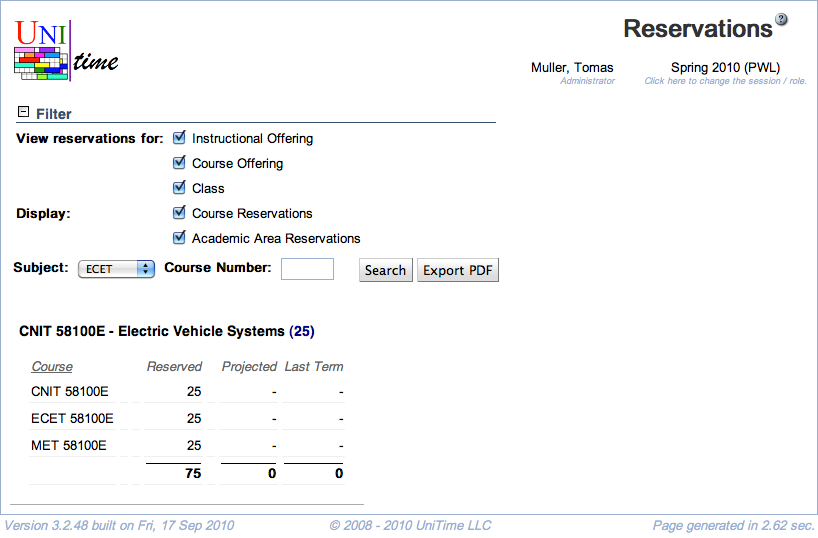 UNI time
Reservations
Muller, Tomas Spring 2010 (PWL)
Administrator Click here to change the session / role.
Filter
View reservations for: Instructional Offering
Course Offering
Class
Display: Course Reservations
Academic Area Reservations
Subject: ECET Course Number: Search Export PDF
CNIT 58100E - Electric Vehicle Systems (25)
Course Reserved Projected Last Term
CNIT 58100E 25 - -
ECET 58100E 25 - -
MET 58100E 25 - -
75 0 0
Version 3.2.48 built on Fri, 17 Sep 2010 © 2008 - 2010 UniTime LLC Page generated in 2.62 sec.